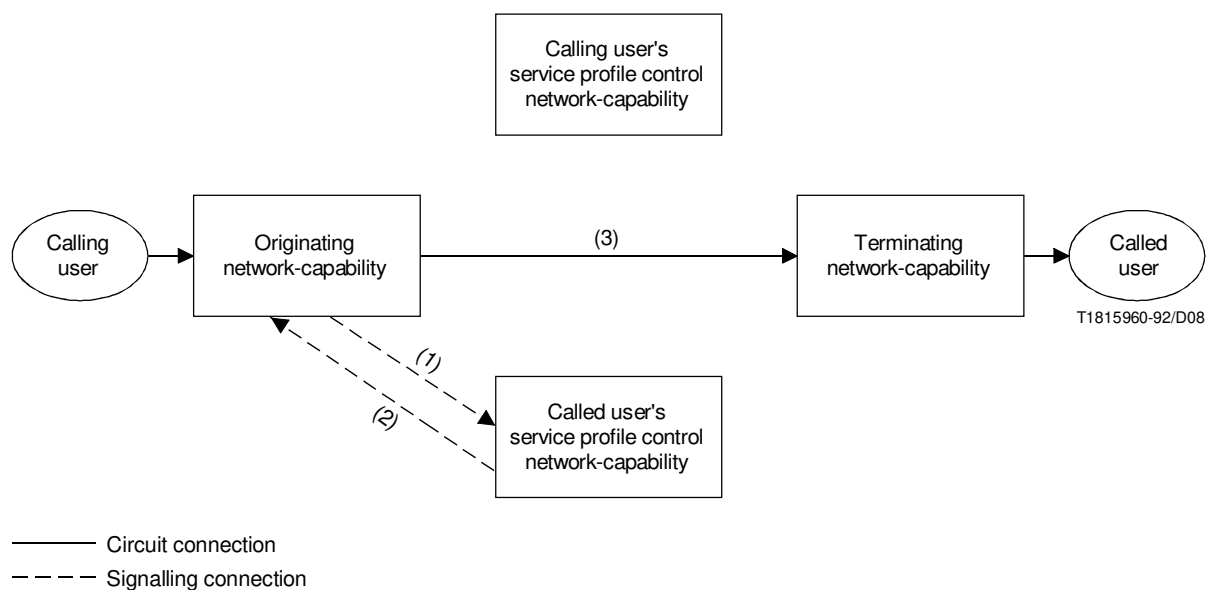 Calling user's
service profile control
network-capability
Calling
user
Originating
network-capability
(3)
Terminating
network-capability
Called
user
T1815960-92/D08
(1)
(2)
Called user's
service profile control
network-capability
Circuit connection
Signalling connection